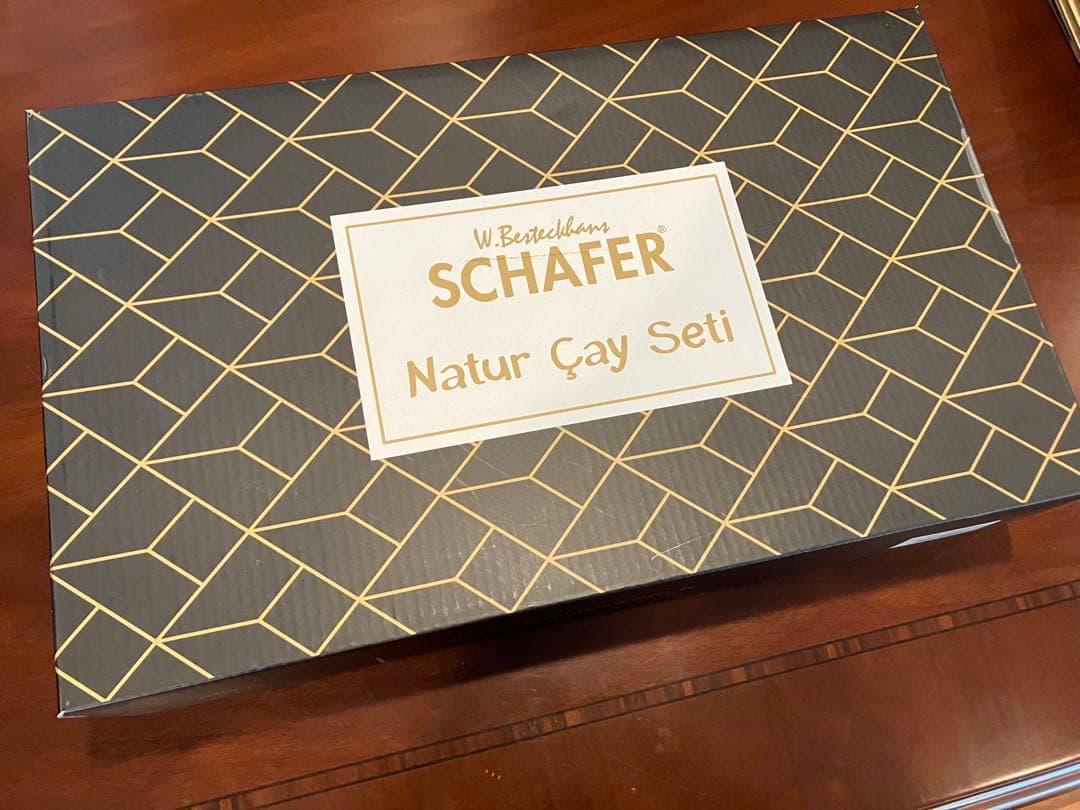 W.Besteckhaus
SCHAFER®
Natur Çay Seti